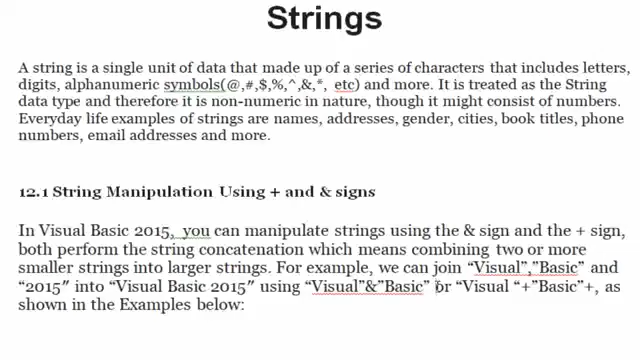 Strings
A string is a single unit of data that made up of a series of characters that includes letters,
digits, alphanumeric symbols(@,#,$,%,^,&,*, etc) and more. It is treated as the String
data type and therefore it is non-numeric in nature, though it might consist of numbers.
Everyday life examples of strings are names, addresses, gender, cities, book titles, phone
numbers, email addresses and more.
12.1 String Manipulation Using + and & signs
In Visual Basic 2015, you can manipulate strings using the & sign and the + sign,
both perform the string concatenation which means combining two or more
smaller strings into larger strings. For example, we can join “Visual”,”Basic” and
“2015″ into “Visual Basic 2015″ using “Visual”&”Basic” or “Visual “+”Basic”+, as
shown in the Examples below: